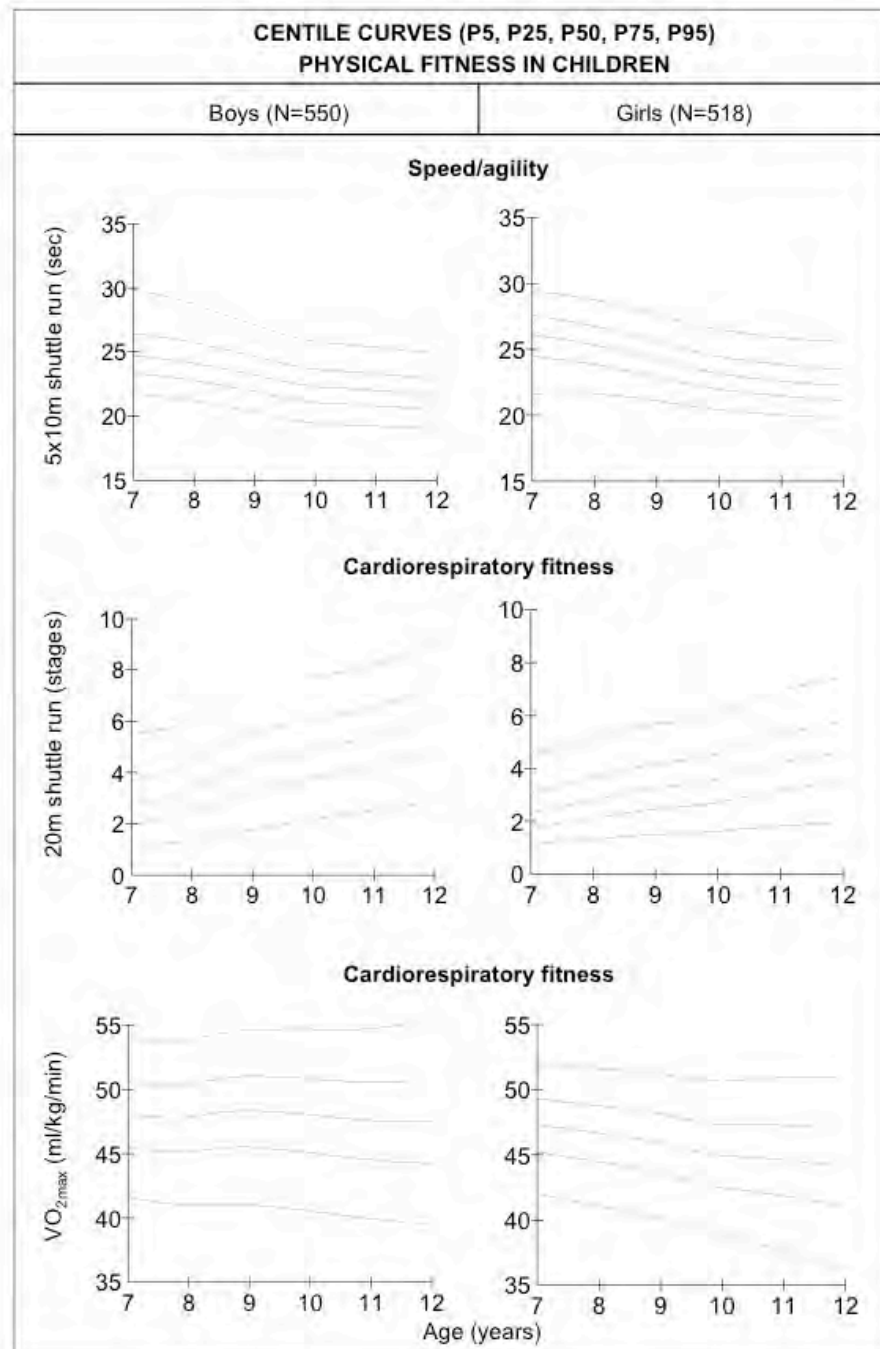 CENTILE CURVES (P5, P25, P50, P75, P95)
PHYSICAL FITNESS IN CHILDREN
Boys (N=550)
Girls (N=518)
Speed/agility
5x10m shuttle run (sec)
35
30
25
20
15
7 8 9 10 11 12
35
30
25
20
15
7 8 9 10 11 12
Cardiorespiratory fitness
20m shuttle run (stages)
10
8
6
4
2
0
7 8 9 10 11 12
10
8
6
4
2
0
7 8 9 10 11 12
Cardiorespiratory fitness
VO2max (ml/kg/min)
55
50
45
40
35
7 8 9 10 11 12
55
50
45
40
35
7 8 9 10 11 12
Age (years)